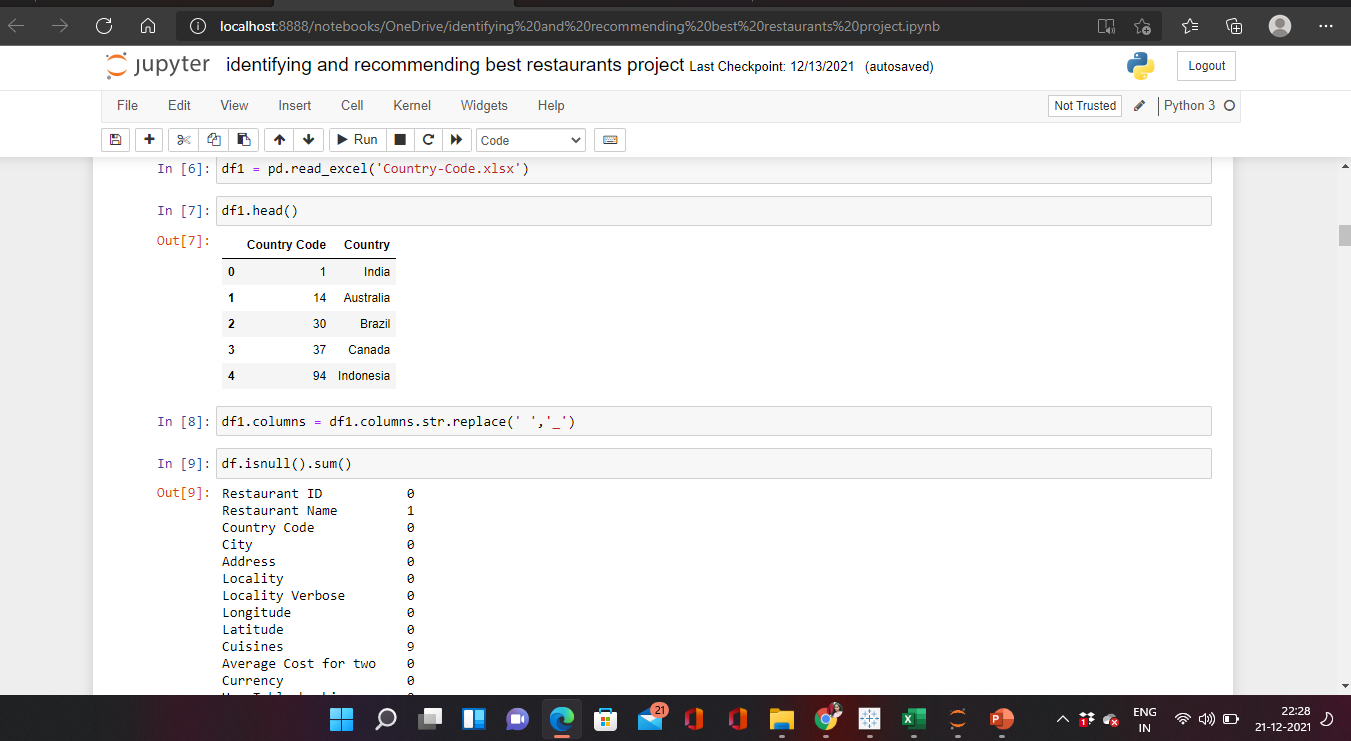 localhost:8888/notebooks/OneDrive/identifying%20and%20recommending%20best%20restaurants%20project.ipynb
jupyter identifying and recommending best restaurants project Last Checkpoint: 12/13/2021 (autosaved) Logout
File Edit View Insert Cell Kernel Widgets Help Not Trusted Python 3
Run Code
In [6]: df1 = pd.read_excel('Country-Code.xlsx')
In [7]: df1.head()
Out[7]:
Country Code Country
0 1 India
1 14 Australia
2 30 Brazil
3 37 Canada
4 94 Indonesia
In [8]: df1.columns = df1.columns.str.replace(' ','_')
In [9]: df.isnull().sum()
Out[9]: Restaurant ID 0
Restaurant Name 1
Country Code 0
City 0
Address 0
Locality 0
Locality Verbose 0
Longitude 0
Latitude 0
Cuisines 9
Average Cost for two 0
Currency 0
21
1
ENG
IN
22:28
21-12-2021